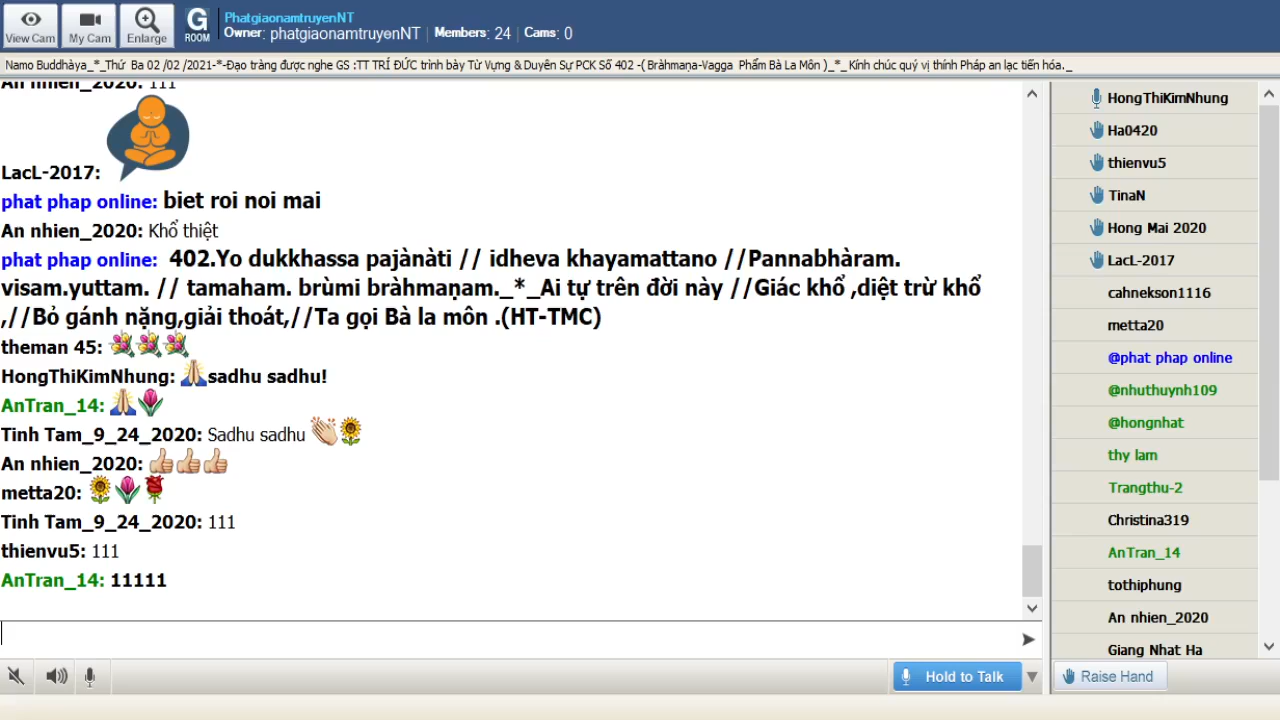 View Cam
My Cam
Enlarge
G
ROOM
PhatgiaonamtruyenNT
Owner: phatgiaonamtruyenNT | Members: 24 | Cams: 0
Namo Buddhàya_*_Thứ Ba 02 /02 /2021-*-Đạo tràng được nghe GS :TT TRÍ ĐỨC trình bày Từ Vựng & Duyên Sự PCK Số 402 -( Bràhmaṇa-Vagga Phẩm Bà La Môn )_*_ Kính chúc quý vị thính Pháp an lạc tiến hóa._
An nhien_2020: 111
LacL-2017:
phat phap online: biet roi noi mai
An nhien_2020: Khổ thiệt
phat phap online: 402.Yo dukkhassa pajànàti // idheva khayamattano //Pannabhàram.
visam.yuttam. // tamaham. brùmi bràhmaṇam._*_Ai tự trên đời này //Giác khổ ,diệt trừ khổ
,//Bỏ gánh nặng,giải thoát,//Ta gọi Bà la môn .(HT-TMC)
theman 45:
HongThiKimNhung: sadhu sadhu!
AnTran_14:
Tinh Tam_9_24_2020: Sadhu sadhu
An nhien_2020:
metta20:
Tinh Tam_9_24_2020: 111
thienvu5: 111
AnTran_14: 11111
Hold to Talk
HongThiKimNhung
Ha0420
thienvu5
TinaN
Hong Mai 2020
LacL-2017
cahnekson1116
metta20
@phat phap online
@nhuthuynh109
@hongnhat
thy lam
Trangthu-2
Christina319
AnTran_14
tothiphung
An nhien_2020
Giang Nhat Ha
Raise Hand